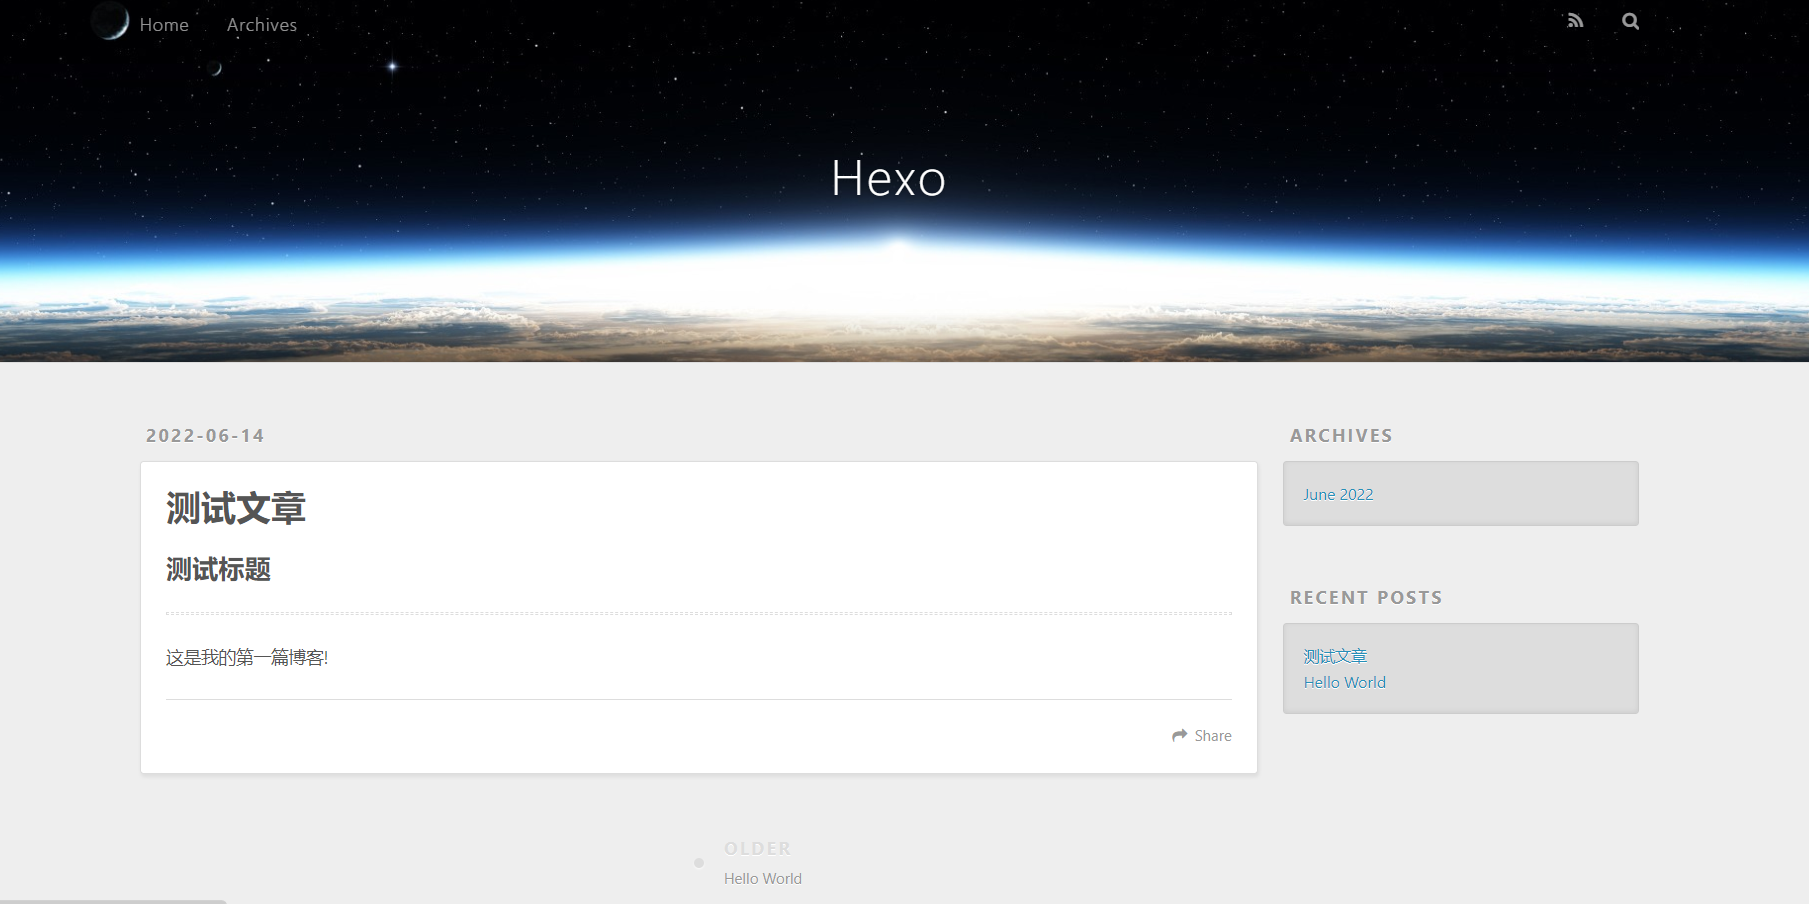 Home Archives
Hexo
2022-06-14
测试文章
测试标题
这是我的第一篇博客!
Share
ARCHIVES
June 2022
RECENT POSTS
测试文章
Hello World
OLDER
Hello World